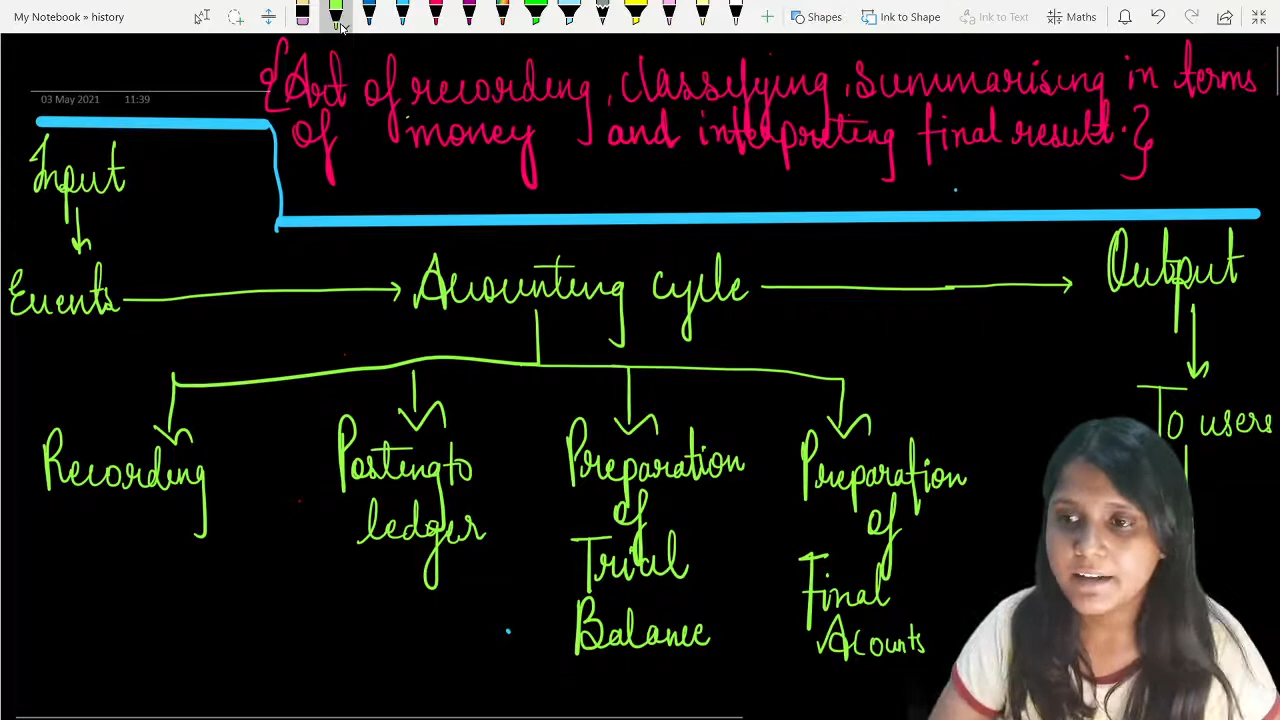 My Notebook » history
Shapes
Ink to Shape
Ink to Text
Maths
{Art of recording, classifying, summarising in terms
of money and interpreting final result.}
03 May 2021 11:39
Input
Events
Accounting cycle
Output
To users
Recording
Posting to
ledger
Preparation
of
Trial
Balance
Preparation
of
Final
Acounts